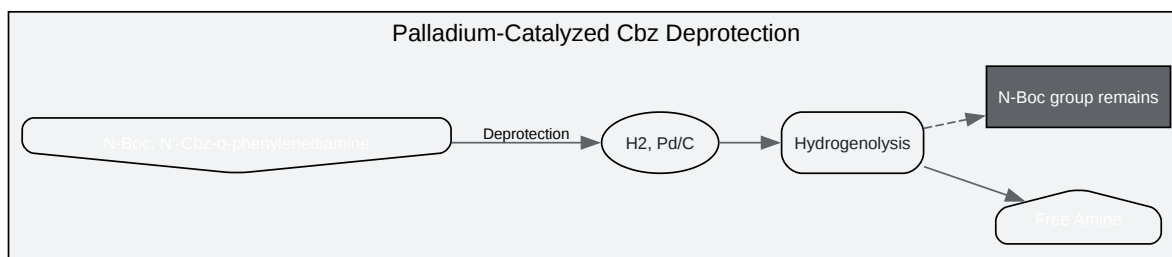 Palladium-Catalyzed Cbz Deprotection
N-Boc, N'-Cbz-o-phenylenediamine
Deprotection
H2, Pd/C
Hydrogenolysis
N-Boc group remains
Free Amine